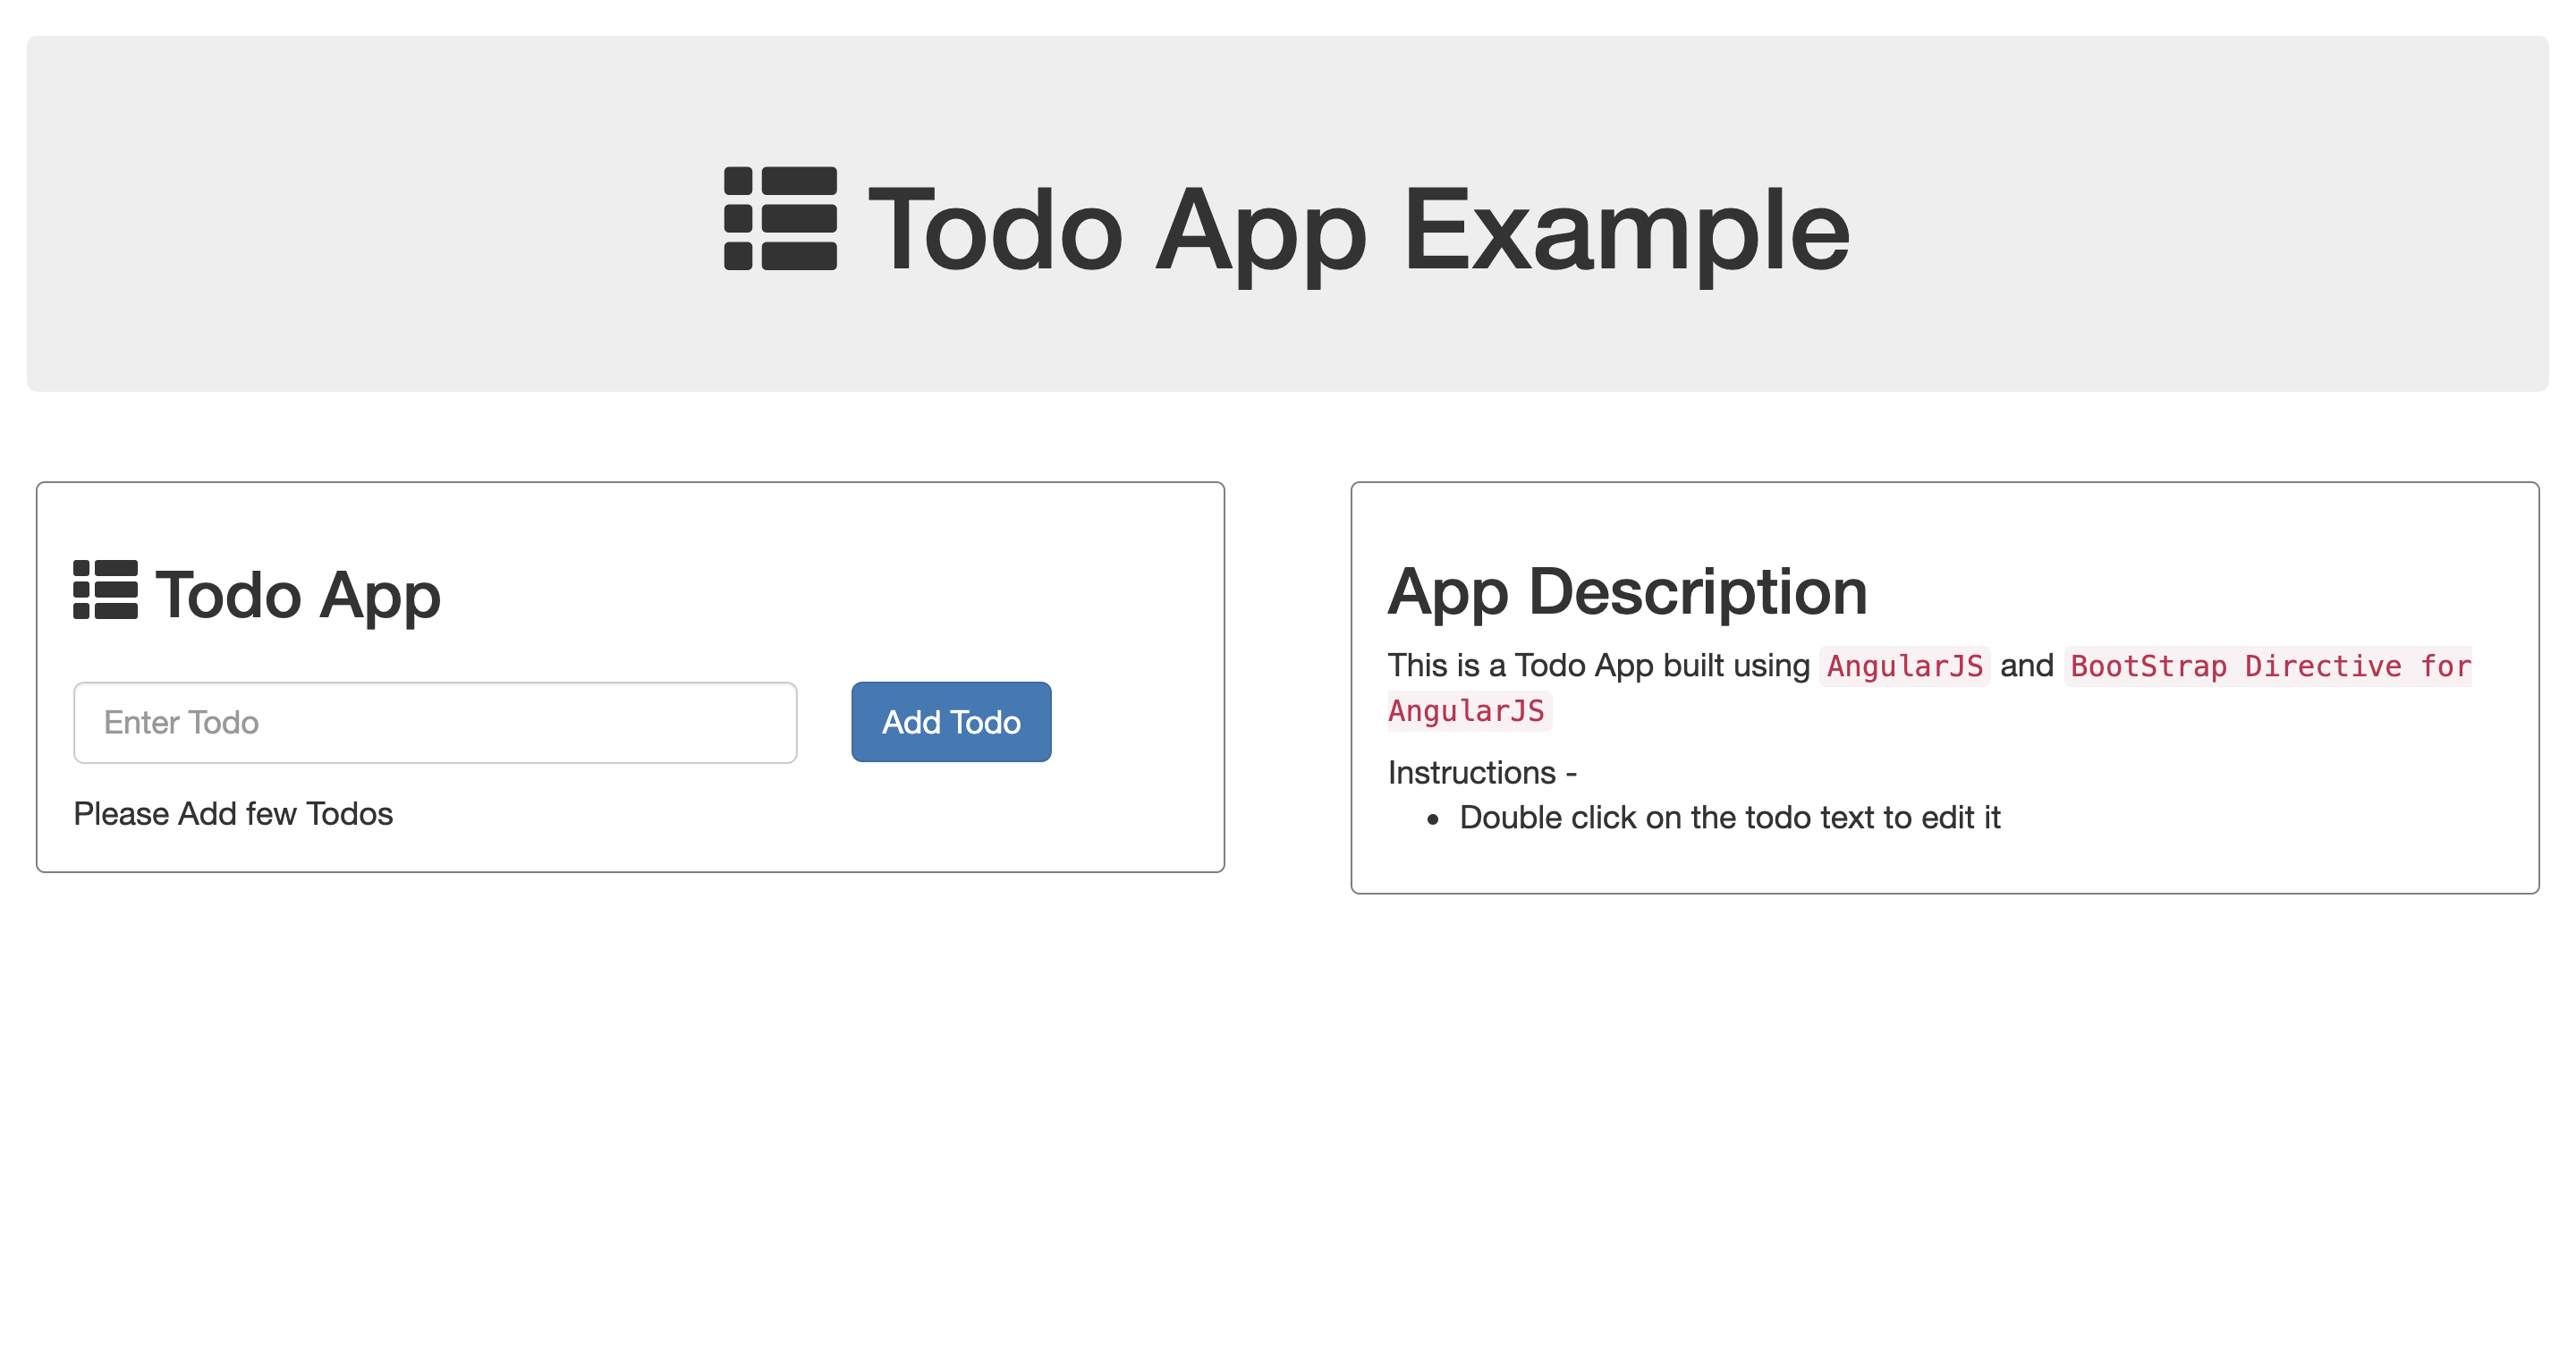 Todo App Example
Todo App
Enter Todo
Add Todo
Please Add few Todos
App Description
This is a Todo App built using AngularJS and BootStrap Directive for
AngularJS
Instructions -
Double click on the todo text to edit it